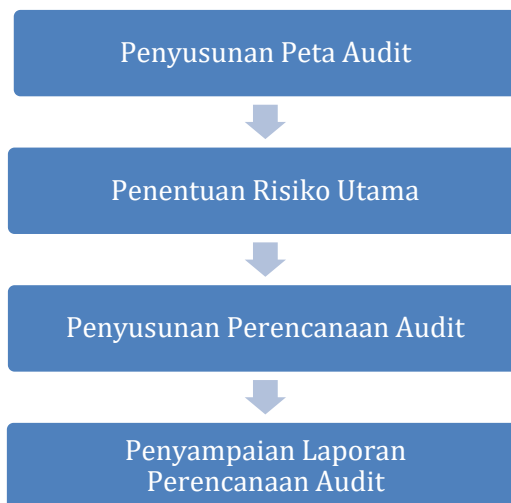 Penyusunan Peta Audit
Penentuan Risiko Utama
Penyusunan Perencanaan Audit
Penyampaian Laporan
Perencanaan Audit